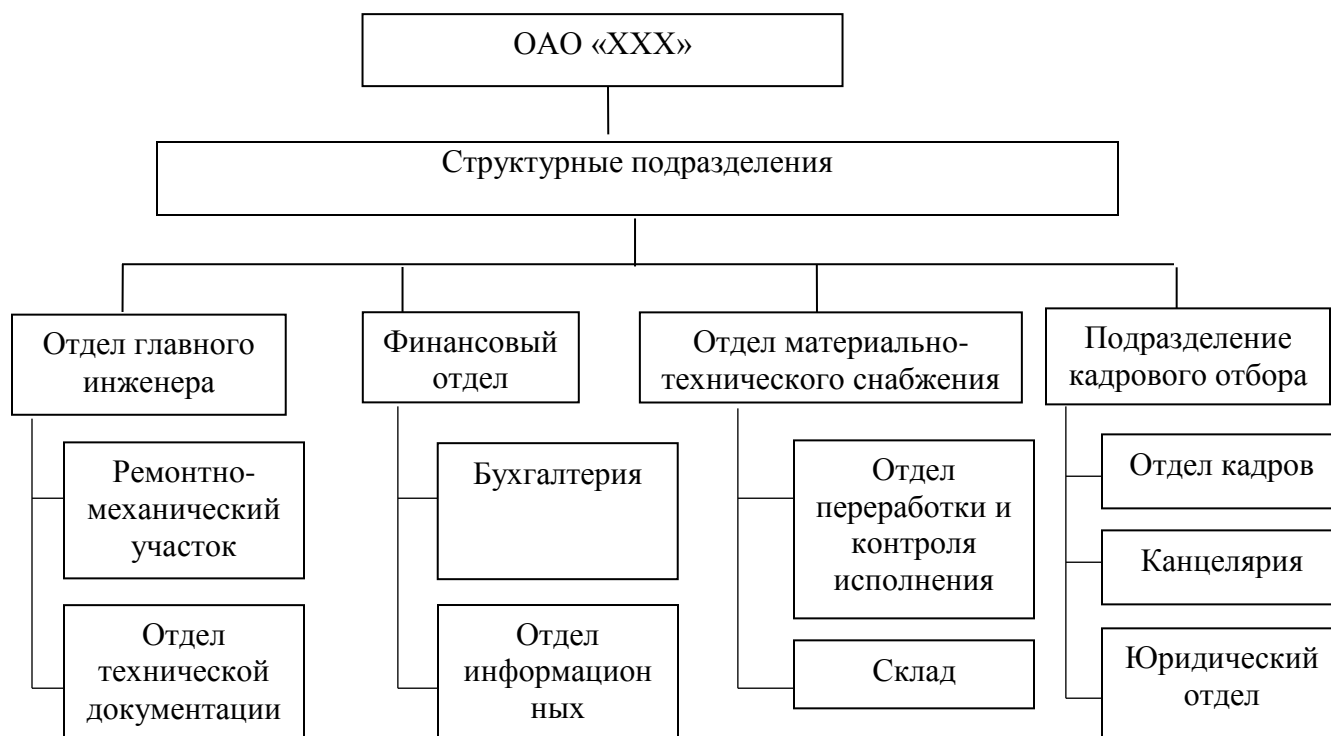 ОАО «XXX»
Структурные подразделения
Отдел главного
инженера
Финансовый
отдел
Отдел материально-
технического снабжения
Подразделение
кадрового отбора
Ремонтно-
механический
участок
Отдел
технической
документации
Бухгалтерия
Отдел
информацион
ных
Отдел
переработки и
контроля
исполнения
Склад
Отдел кадров
Канцелярия
Юридический
отдел